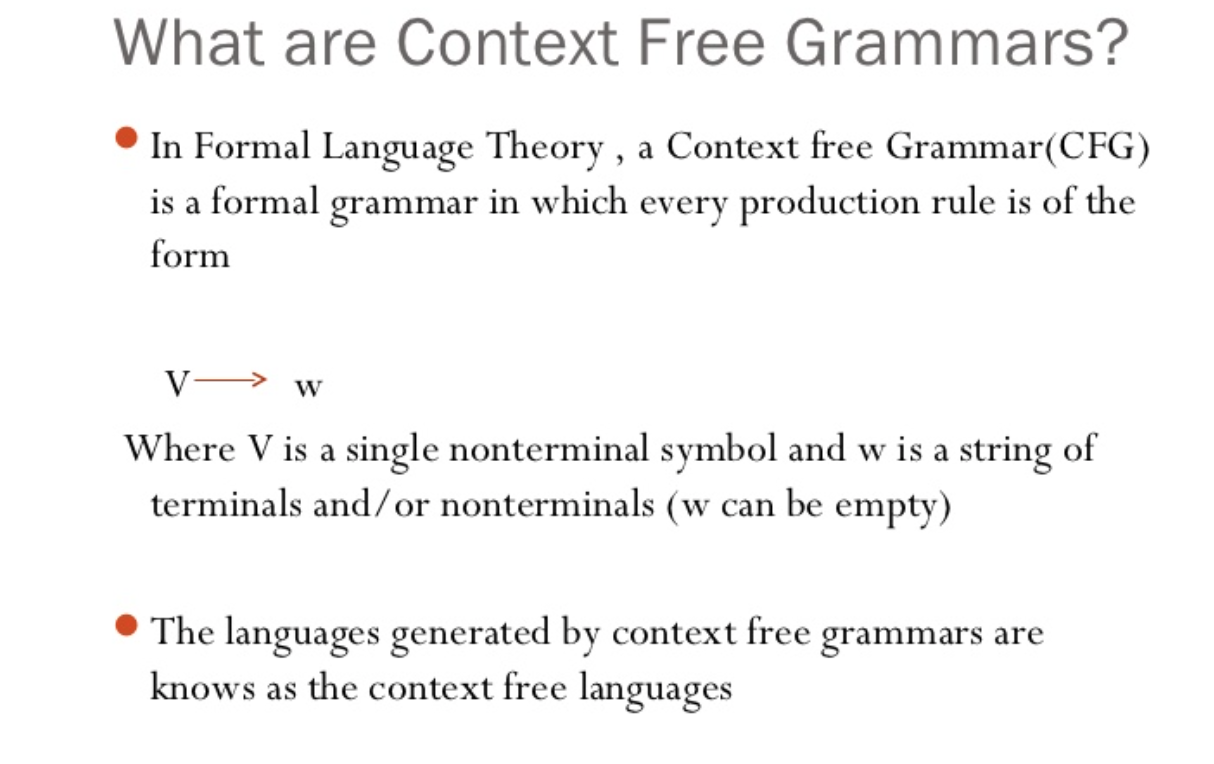 What are Context Free Grammars?
• In Formal Language Theory , a Context free Grammar(CFG)
is a formal grammar in which every production rule is of the
form
V → w
Where V is a single nonterminal symbol and w is a string of
terminals and/or nonterminals (w can be empty)
• The languages generated by context free grammars are
knows as the context free languages